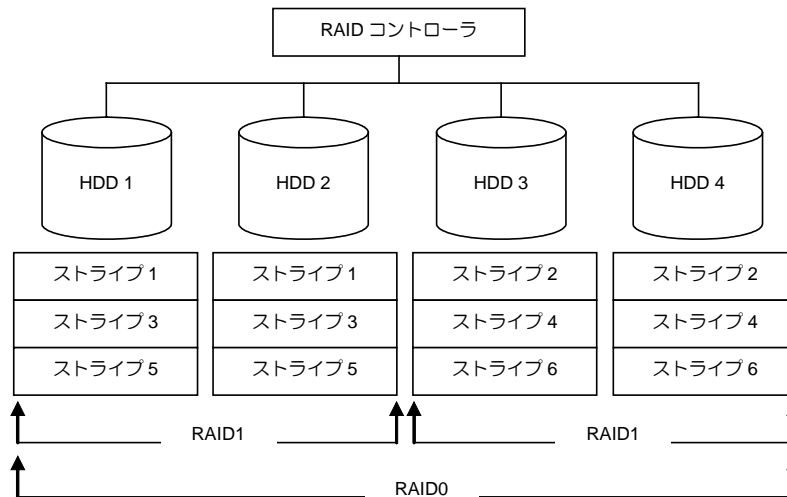 RAID コントローラ
HDD 1 HDD 2 HDD 3 HDD 4
ストライプ 1 ストライプ 1 ストライプ 2 ストライプ 2
ストライプ 3 ストライプ 3 ストライプ 4 ストライプ 4
ストライプ 5 ストライプ 5 ストライプ 6 ストライプ 6
RAID1 RAID1
RAID0